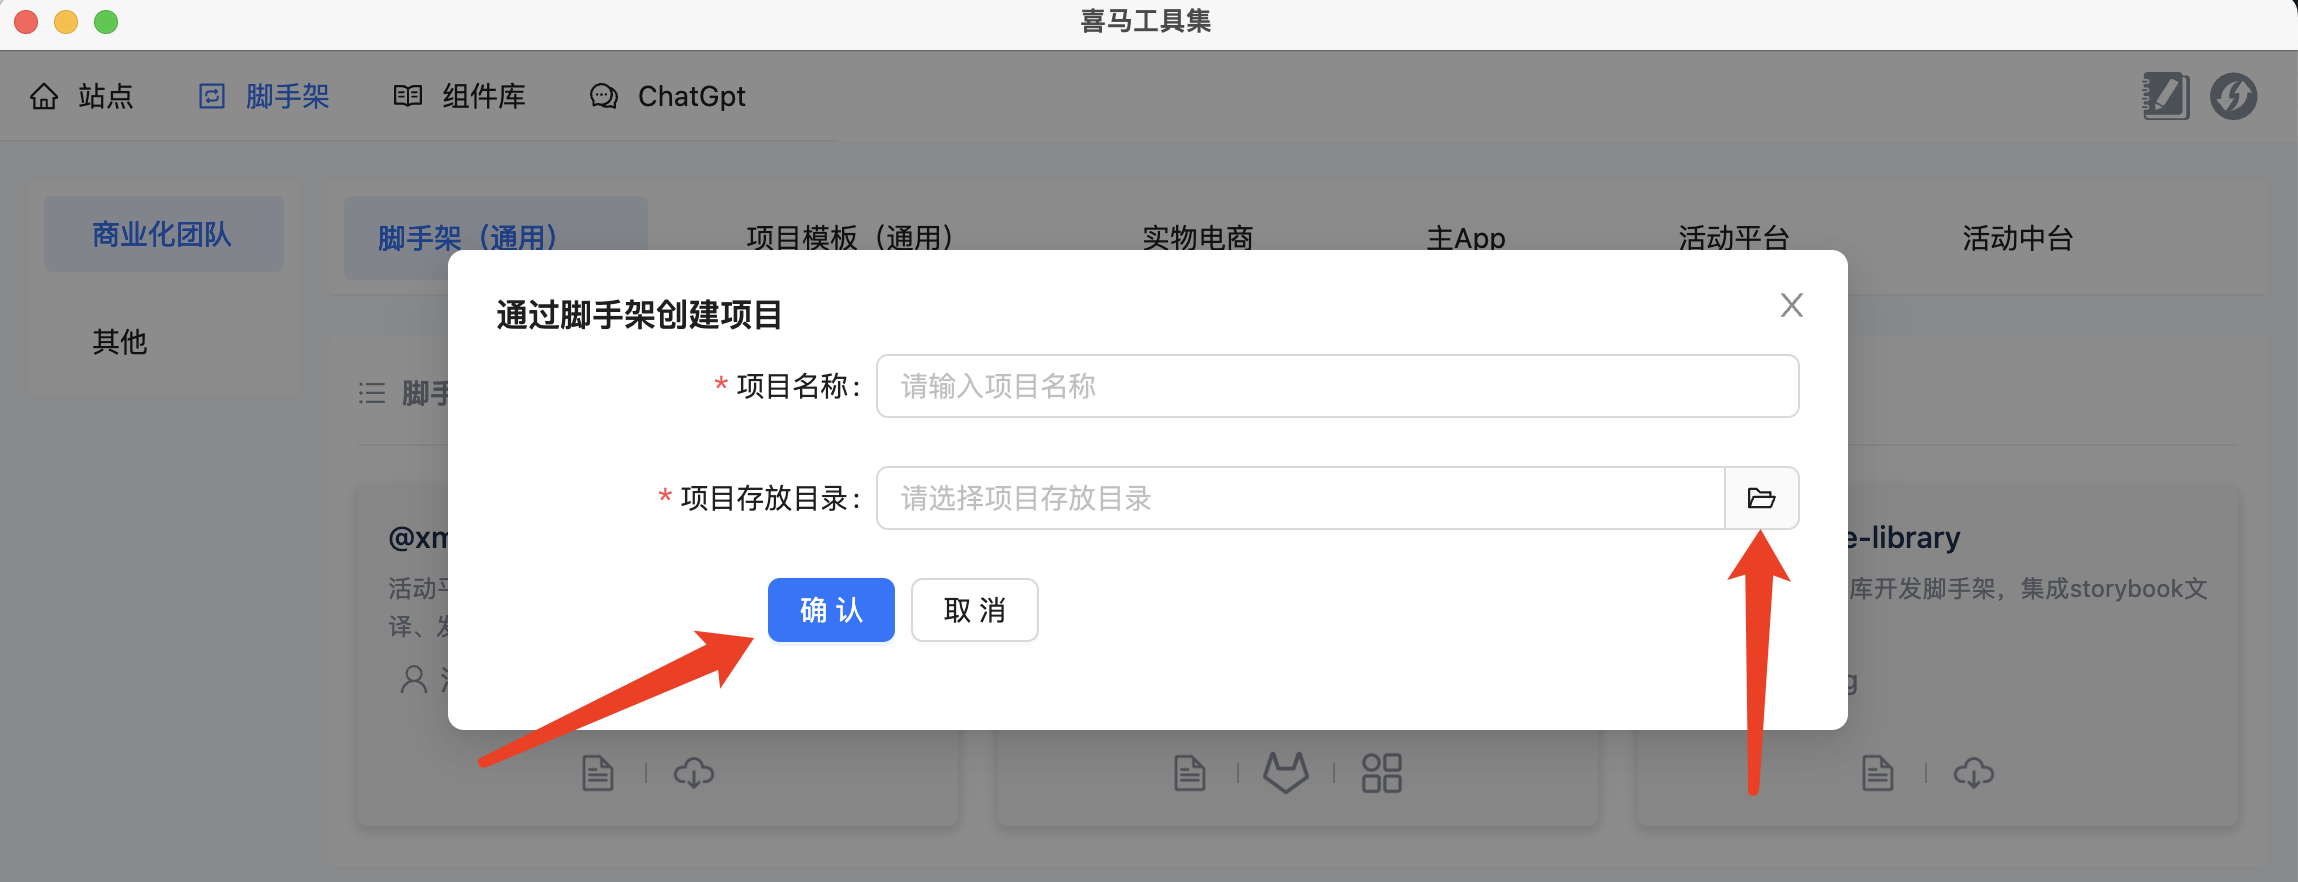 喜马工具集
站点 脚手架 组件库 ChatGpt
商业化团队
其他
脚手架（通用） 项目模板（通用） 实物电商 主App 活动平台 活动中台
通过脚手架创建项目
* 项目名称: 请输入项目名称
* 项目存放目录: 请选择项目存放目录
确 认 取 消
脚手
@xm
活动平
译、发
e-library
库开发脚手架，集成storybook文
g